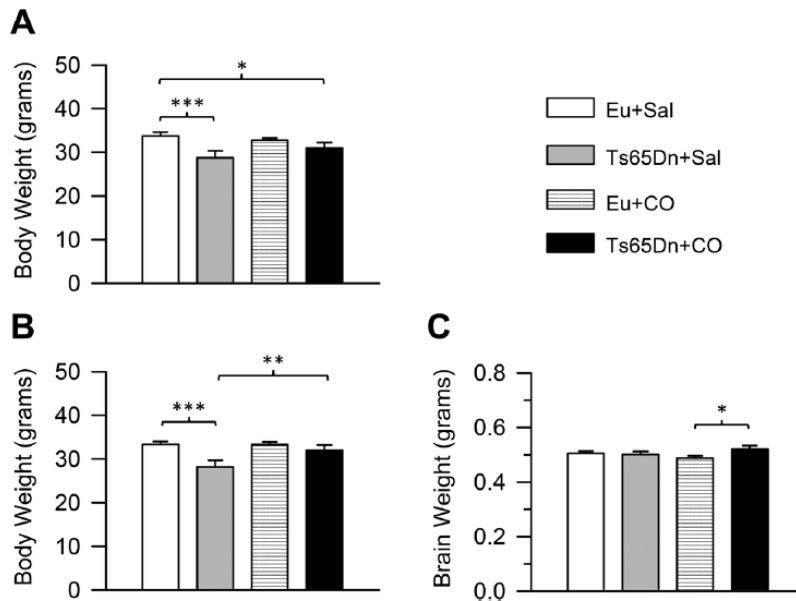 A
Body Weight (grams)
50
40
30
20
10
0
***
*
Eu+Sal
Ts65Dn+Sal
Eu+CO
Ts65Dn+CO
B
Body Weight (grams)
50
40
30
20
10
0
***
**
C
Brain Weight (grams)
0.8
0.6
0.4
0.2
0.0
*